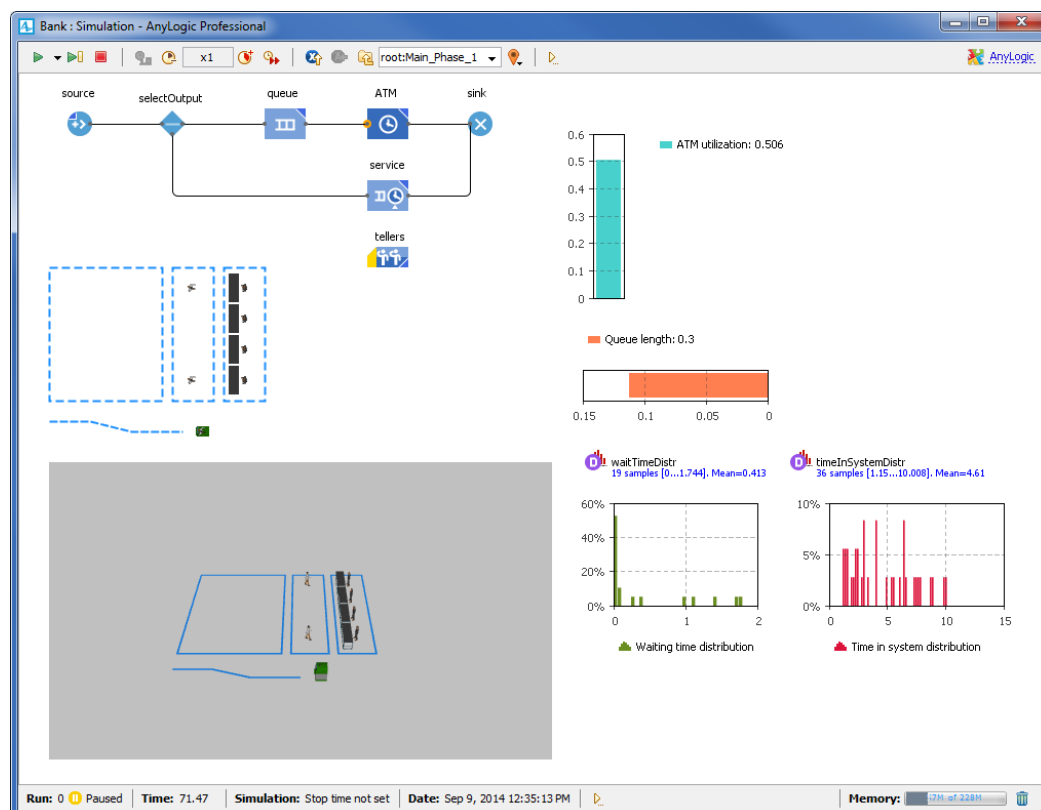 Bank : Simulation - AnyLogic Professional
x1
root:Main_Phase_1
AnyLogic
source
selectOutput
queue
ATM
sink
service
tellers
0.6
0.5
0.4
0.3
0.2
0.1
0
ATM utilization: 0.506
Queue length: 0.3
0.15 0.1 0.05 0
waitTimeDistr
19 samples [0...1.744]. Mean=0.413
60%
40%
20%
0%
0 1 2
Waiting time distribution
timeInSystemDistr
36 samples [1.15...10.008]. Mean=4.61
10%
5%
0%
0 5 10 15
Time in system distribution
Run: 0 Paused Time: 71.47 Simulation: Stop time not set Date: Sep 9, 2014 12:35:13 PM Memory: of 228M